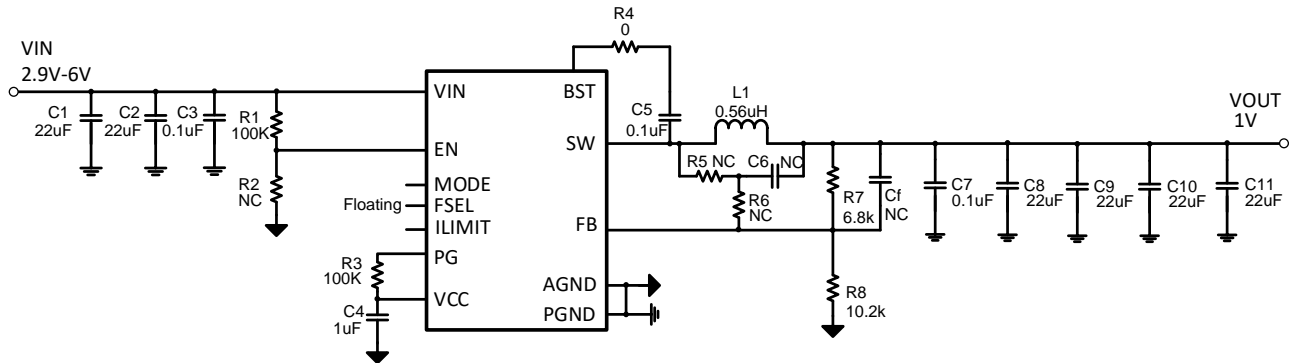 R4
0
VIN
2.9V-6V
C1
22uF
C2
22uF
C3
0.1uF
R1
100K
R2
NC
VIN
EN
MODE
FSEL
ILIMIT
PG
VCC
BST
SW
FB
AGND
PGND
Floating
R3
100K
C4
1uF
C5
0.1uF
L1
0.56uH
R5 NC
C6
NC
R6
NC
R7
6.8k
Cf
NC
R8
10.2k
C7
0.1uF
C8
22uF
C9
22uF
C10
22uF
C11
22uF
VOUT
1V